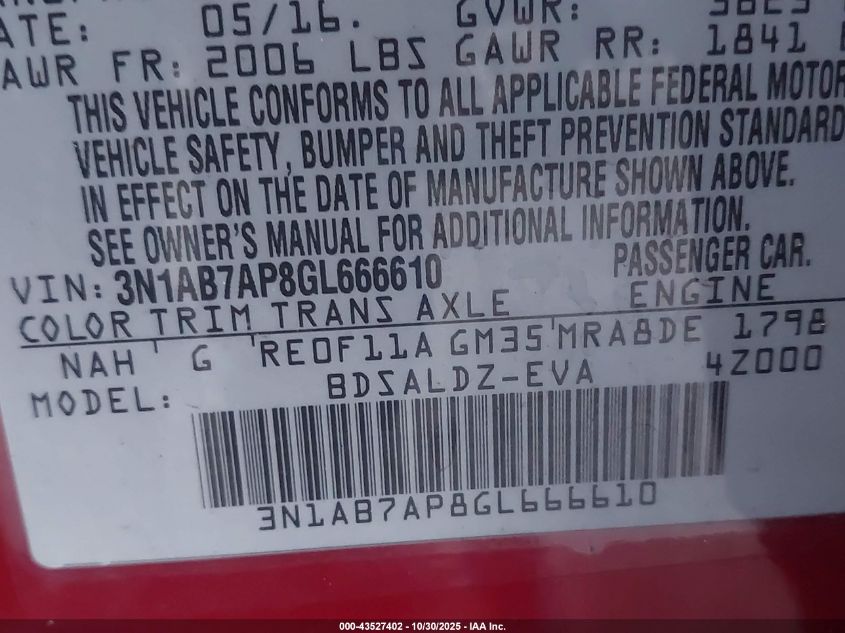 05/16. GVWR:
FR: 2006 LBS GAWR RR: 1841
THIS VEHICLE CONFORMS TO ALL APPLICABLE FEDERAL MOTOR
VEHICLE SAFETY, BUMPER AND THEFT PREVENTION STANDARD
IN EFFECT ON THE DATE OF MANUFACTURE SHOWN ABOVE.
SEE OWNER'S MANUAL FOR ADDITIONAL INFORMATION.
VIN: 3N1AB7AP8GL666610 PASSENGER CAR.
COLOR TRIM TRANS AXLE ENGINE
NAH G RE0F11A GM35 MRA8DE 1798
MODEL: BDSALDZ-EVA 4Z000
3N1AB7AP8GL666610
000-43527402 - 10/30/2025 - IAA Inc.